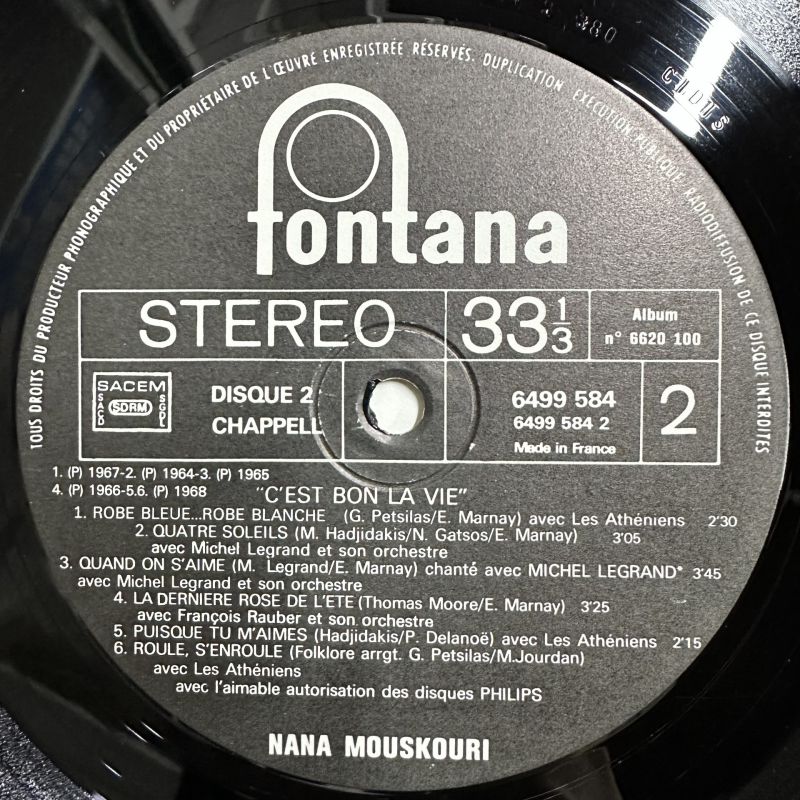 TOUS DROITS DU PRODUCTEUR PHONOGRAPHIQUE ET DU PROPRIÉTAIRE DE L'ŒUVRE ENREGISTRÉE RÉSERVÉS. DUPLICATION, EXECUTION PUBLIQUE, RADIODIFFUSION DE CE DISQUE INTERDITES
380
fontana
STEREO
33 1/3
Album
n° 6620 100
SACEM
SACD
SDRM
SGDL
DISQUE 2
CHAPPELL
6499 584
6499 584 2
Made in France
2
1. (P) 1967-2. (P) 1964-3. (P) 1965
4. (P) 1966-5.6. (P) 1968
"C'EST BON LA VIE"
1. ROBE BLEUE...ROBE BLANCHE (G. Petsilas/E. Marnay) avec Les Athéniens 2'30
2. QUATRE SOLEILS (M. Hadjidakis/N. Gatsos/E. Marnay) 3'05
avec Michel Legrand et son orchestre
3. QUAND ON S'AIME (M. Legrand/E. Marnay) chanté avec MICHEL LEGRAND* 3'45
avec Michel Legrand et son orchestre
4. LA DERNIERE ROSE DE L'ETE (Thomas Moore/E. Marnay) 3'25
avec François Rauber et son orchestre
5. PUISQUE TU M'AIMES (Hadjidakis/P. Delanoë) avec Les Athéniens 2'15
6. ROULE, S'ENROULE (Folklore arrgt. G. Petsilas/M.Jourdan)
avec Les Athéniens
avec l'aimable autorisation des disques PHILIPS
NANA MOUSKOURI